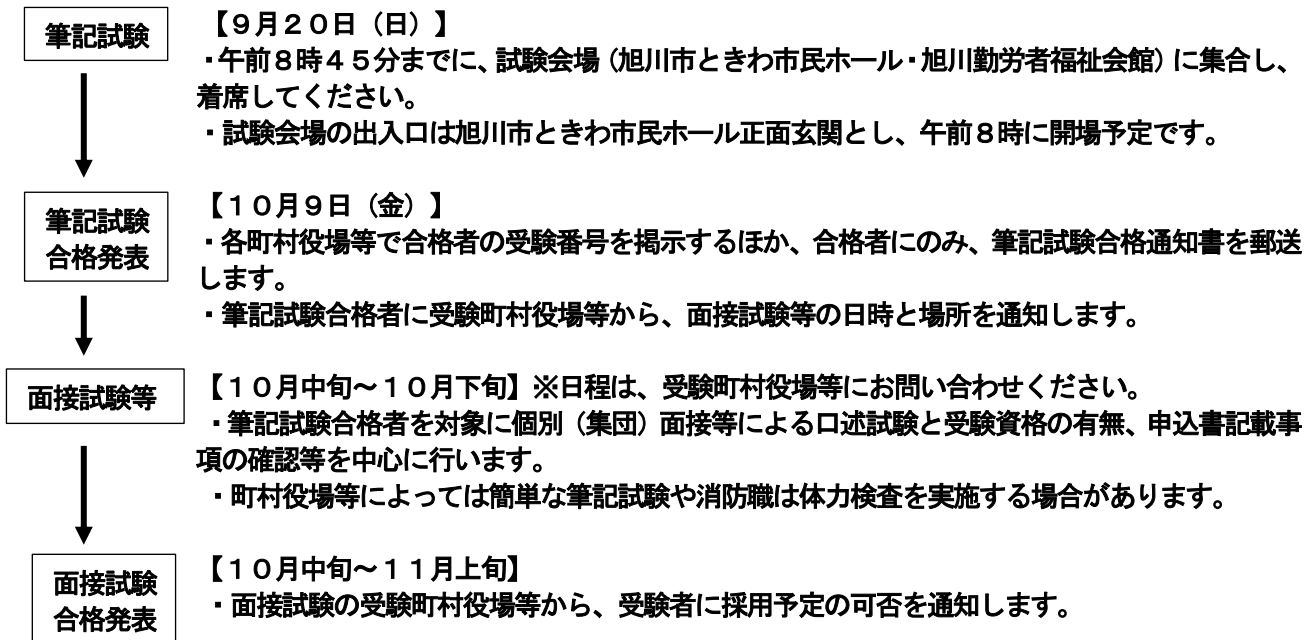 筆記試験
【９月２０日（日）】
・午前８時４５分までに、試験会場（旭川市ときわ市民ホール・旭川勤労者福祉会館）に集合し、
着席してください。
・試験会場の出入口は旭川市ときわ市民ホール正面玄関とし、午前８時に開場予定です。
筆記試験
合格発表
【１０月９日（金）】
・各町村役場等で合格者の受験番号を掲示するほか、合格者にのみ、筆記試験合格通知書を郵送
します。
・筆記試験合格者に受験町村役場等から、面接試験等の日時と場所を通知します。
面接試験等
【１０月中旬～１０月下旬】※日程は、受験町村役場等にお問い合わせください。
・筆記試験合格者を対象に個別（集団）面接等による口述試験と受験資格の有無、申込書記載事
項の確認等を中心に行います。
・町村役場等によっては簡単な筆記試験や消防職は体力検査を実施する場合があります。
面接試験
合格発表
【１０月中旬～１１月上旬】
・面接試験の受験町村役場等から、受験者に採用予定の可否を通知します。